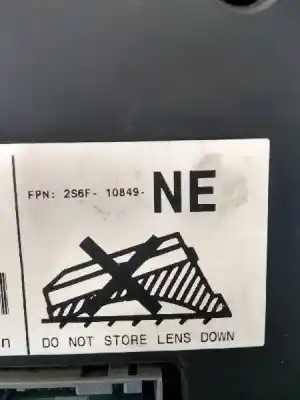 FPN: 2S6F- 10849- NE
n
DO NOT STORE LENS DOWN